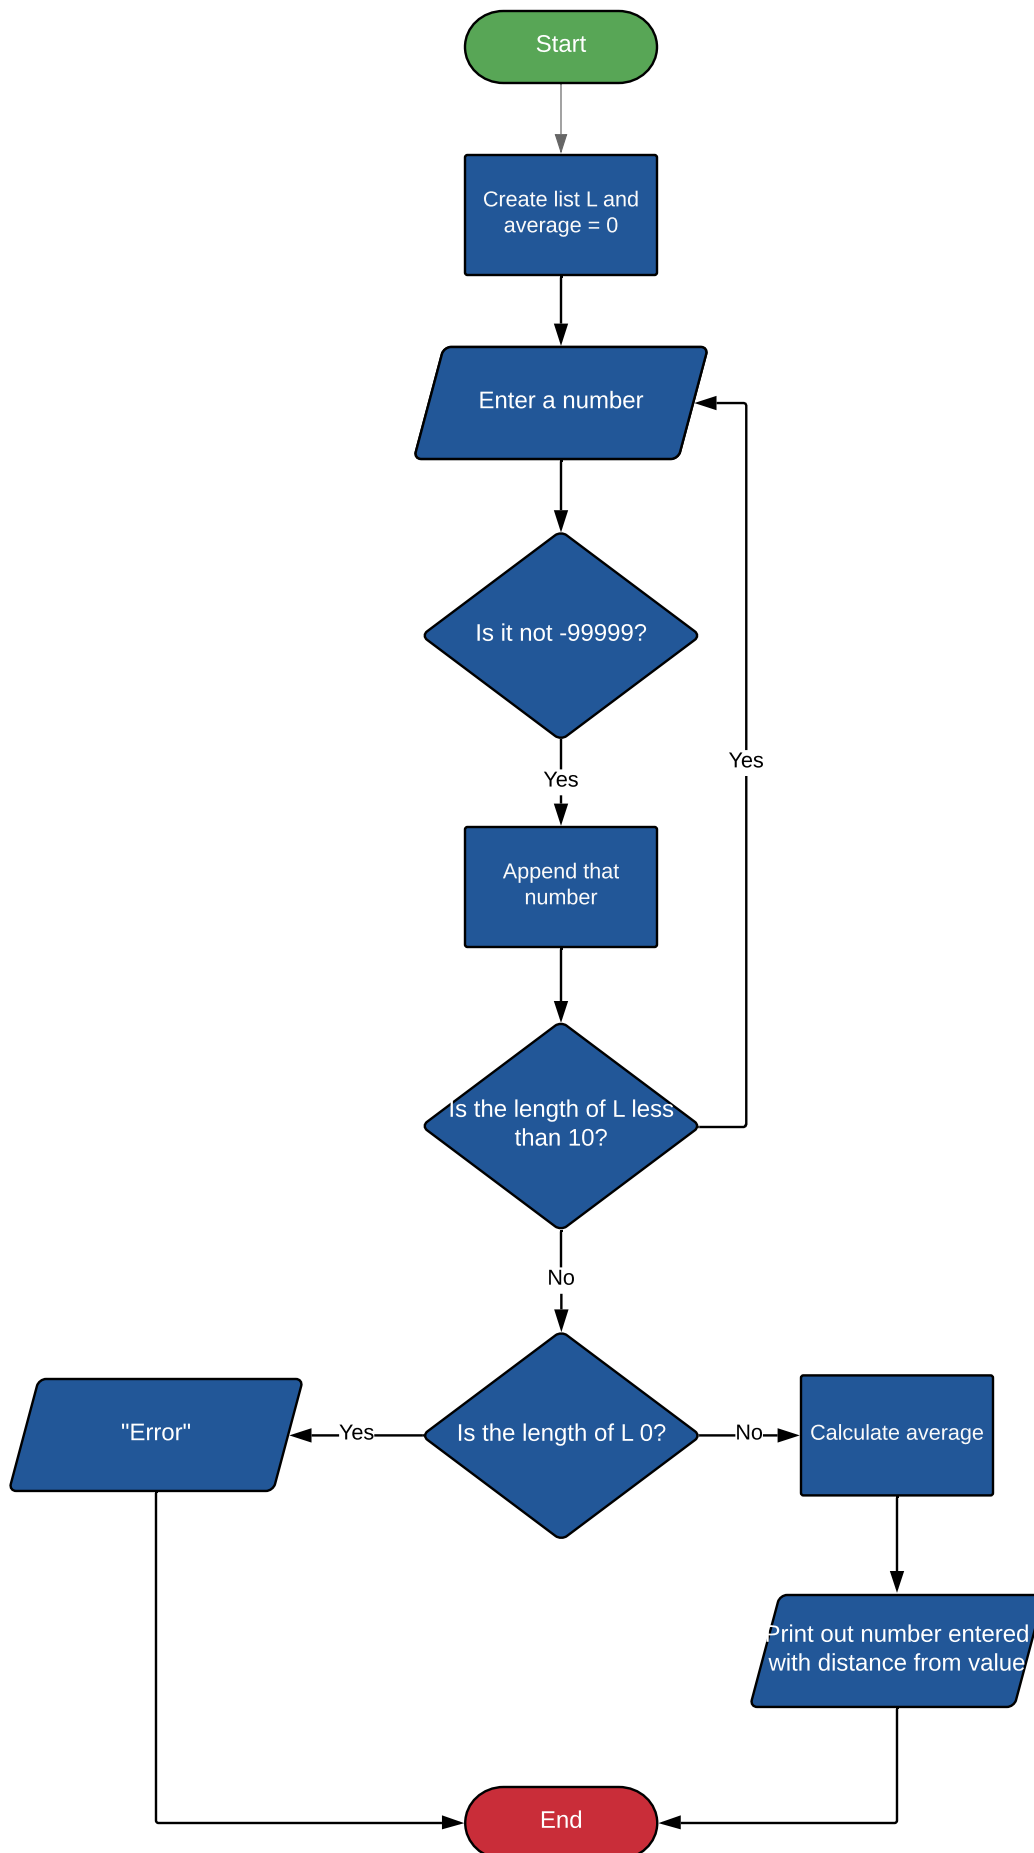 Start
Create list L and
average = 0
Enter a number
Is it not -99999?
Yes
Yes
Append that
number
Is the length of L less
than 10?
No
"Error"
Yes
Is the length of L 0?
No
Calculate average
Print out number entered
with distance from value
End